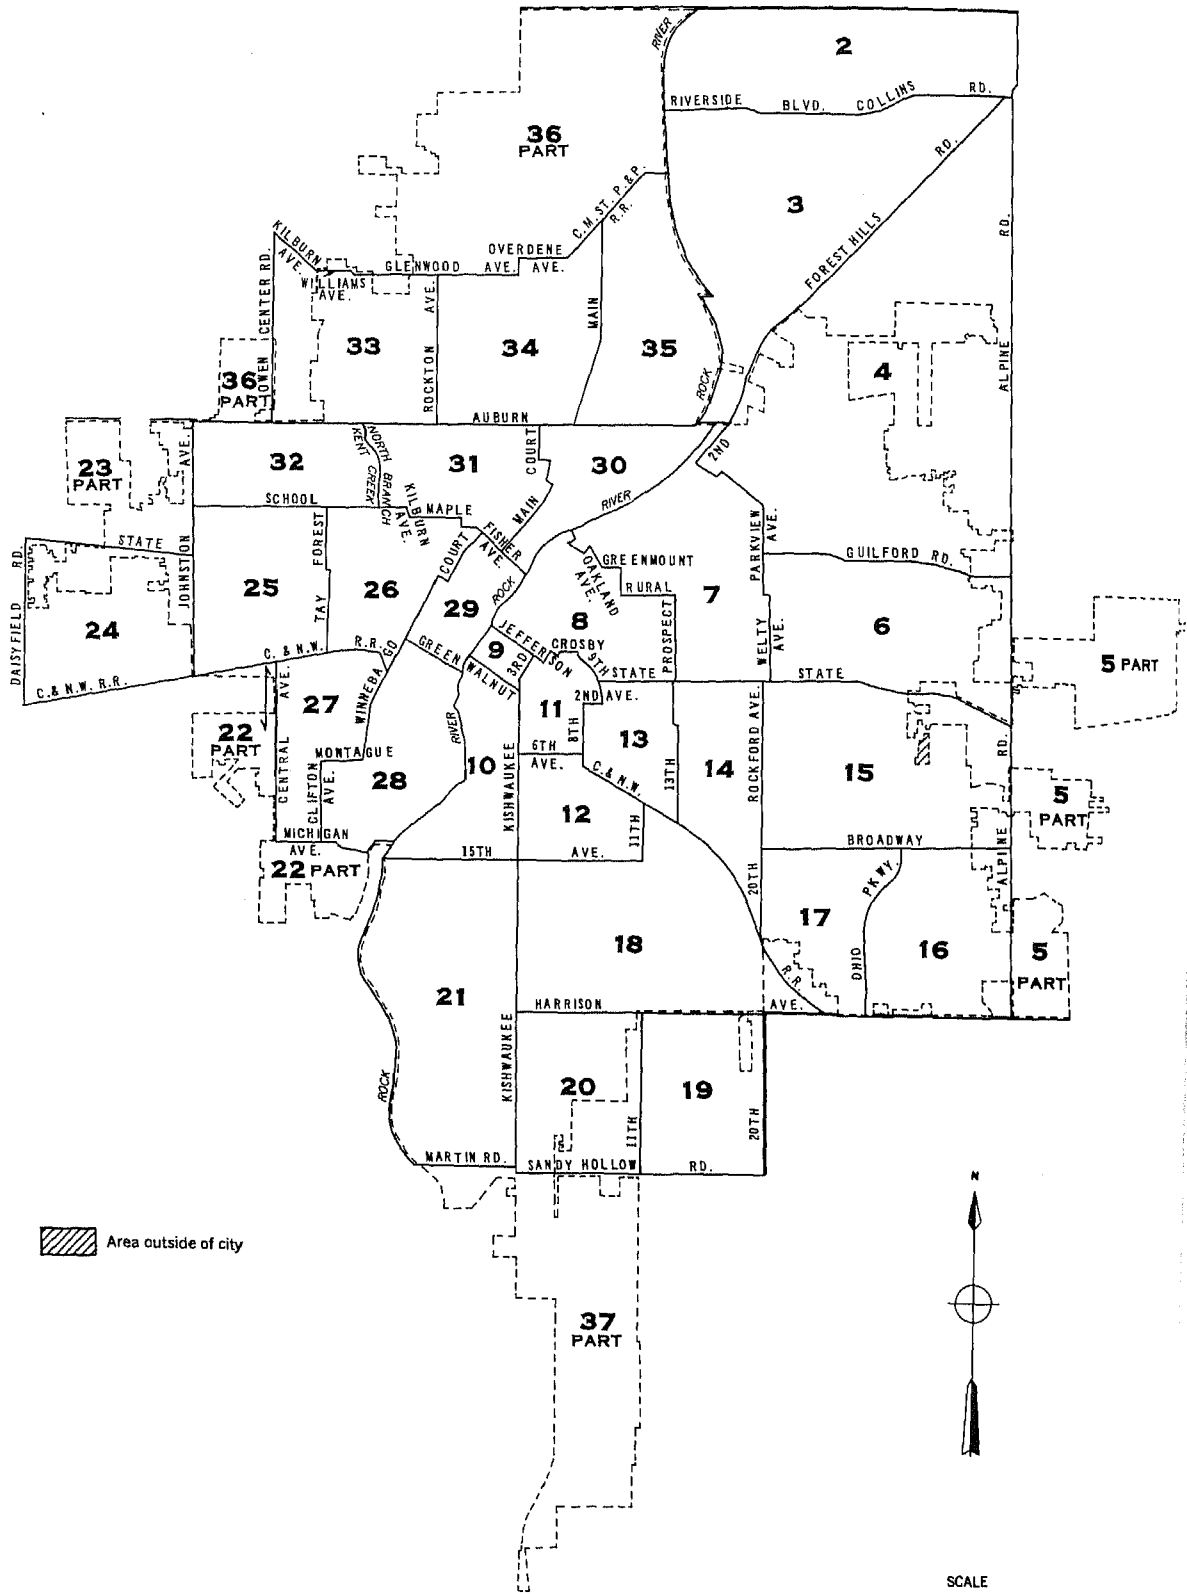 RIVER
2
RIVERSIDE BLVD. COLLINS RD.
36
PART
C.M. ST. P. & P.
R.R.
3
FOREST HILLS RD.
ALPINE RD.
KILBURN
AVE.
OVERDENE
AVE.
GLENWOOD AVE.
WILLIAMS
AVE.
OWEN CENTER RD.
33
ROCKTON AVE.
34
MAIN
35
ROCK
4
36
PART
AUBURN
2ND
23
PART
JOHNSTON AVE.
32
NORTH BRANCH
KENT CREEK
31
COURT
30
RIVER
SCHOOL
KILBURN
AVE.
MAPLE
FISHER
AVE
MAIN
STATE
DAISYFIELD RD.
24
25
TAY FOREST
26
COURT
29
ROCK
GREENMOUNT
OAKLAND
AVE.
RURAL
PARKVIEW
AVE.
GUILFORD RD.
7
6
8
5 PART
C. & N.W. R.R.
C. & N.W. R.R.
WINNEBAGO
GREEN
WALNUT
9
JEFFERSON
3RD
CROSBY
9TH
STATE
PROSPECT
WELTY AVE.
STATE
22
PART
CENTRAL AVE.
27
MONTAGUE
CLIFTON
AVE.
28
RIVER
10
KISHWAUKEE
11
2ND AVE.
8TH
6TH
AVE.
13
C. & N.W.
13TH
14
ROCKFORD AVE.
15
RD.
5
PART
12
11TH
MICHIGAN
AVE.
22 PART
15TH AVE.
BROADWAY
20TH
ALPINE
17
OHIO PKWY.
16
5
PART
18
R.R.
21
HARRISON AVE.
ROCK
KISHWAUKEE
20
11TH
19
20TH
MARTIN RD.
SANDY HOLLOW RD.
N
Area outside of city
37
PART
SCALE